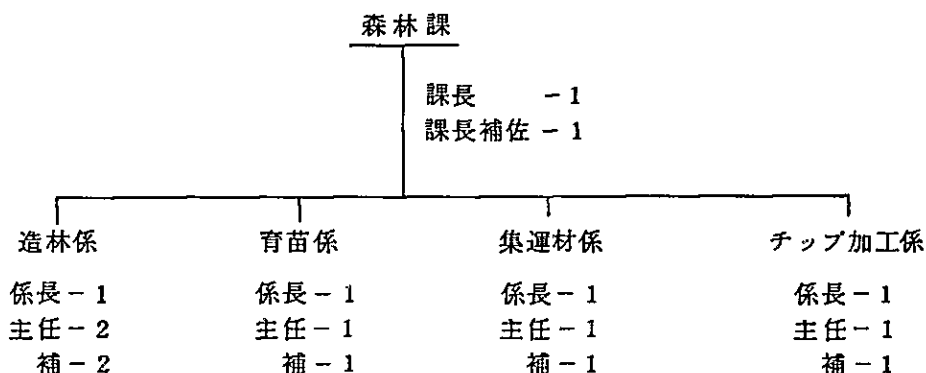 森林課
課長 -1
課長補佐 - 1
造林係 育苗係 集運材係 チップ加工係
係長 - 1 係長 - 1 係長 - 1 係長 - 1
主任 - 2 主任 - 1 主任 - 1 主任 - 1
補 - 2 補 - 1 補 - 1 補 - 1